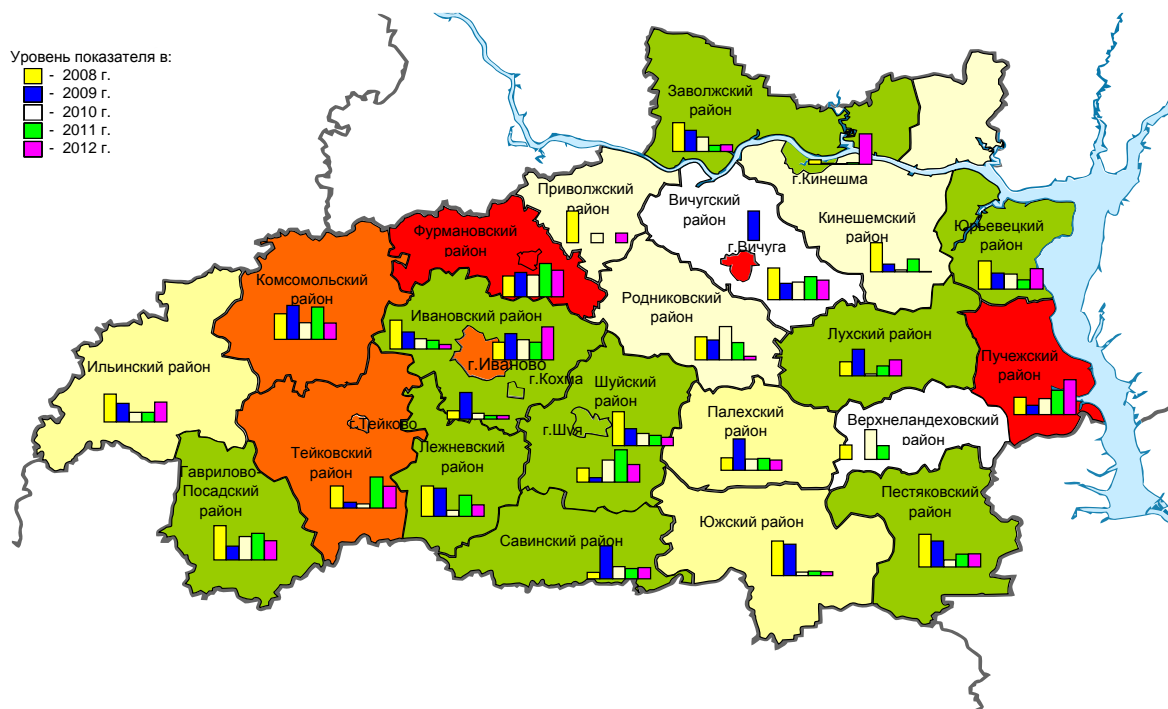 Уровень показателя в:
- 2008 г.
- 2009 г.
- 2010 г.
- 2011 г.
- 2012 г.
Заволжский
район
г.Кинешма
Приволжский
район
Вичугский
район
Кинешемский
район
Юрьевецкий
район
Фурмановский
район
г.Вичуга
Комсомольский
район
Родниковский
район
Ивановский район
Лухский район
Пучежский
район
Ильинский район
г.Иваново
г.Кохма
Шуйский
район
Палехский
район
Верхнеландеховский
район
г.Тейково
г.Шуя
Тейковский
район
Лежневский
район
Гаврилово-
Посадский
район
Пестяковский
район
Южский район
Савинский район